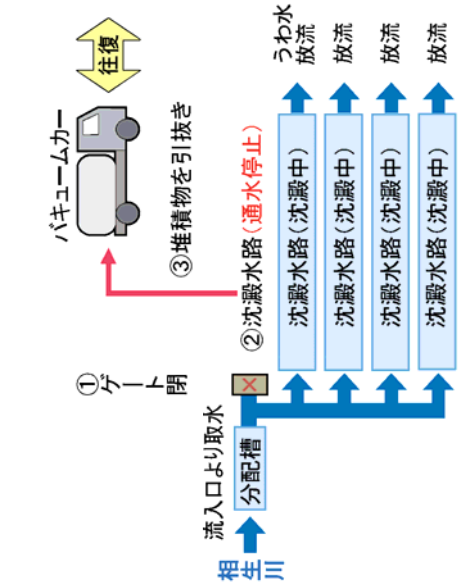 バキュームカー
往復
③堆積物を引抜き
①
ゲート
閉
②沈澱水路(通水停止)
流入口より取水
相生川
分配槽
沈澱水路(沈澱中)
うわ水
放流
沈澱水路(沈澱中)
放流
沈澱水路(沈澱中)
放流
沈澱水路(沈澱中)
放流